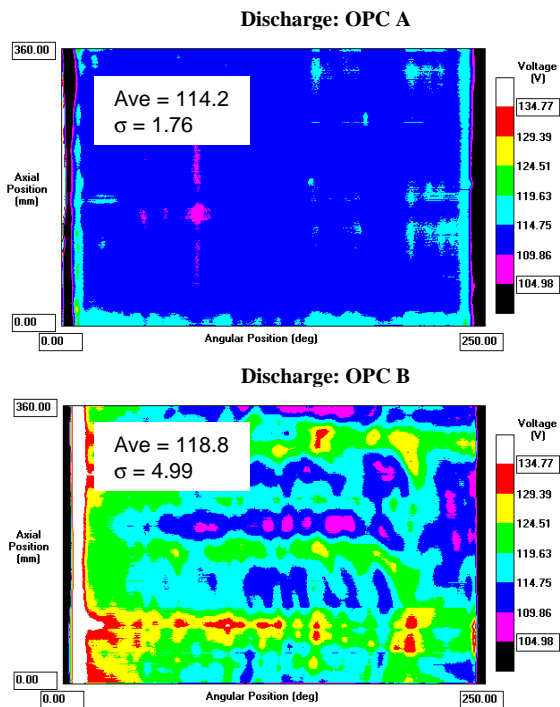 Discharge: OPC A
360.00
Ave = 114.2
σ = 1.76
Axial
Position
(mm)
0.00
0.00
Angular Position (deg)
250.00
Voltage
(V)
134.77
129.39
124.51
119.63
114.75
109.86
104.98
Discharge: OPC B
360.00
Ave = 118.8
σ = 4.99
Axial
Position
(mm)
0.00
0.00
Angular Position (deg)
250.00
Voltage
(V)
134.77
129.39
124.51
119.63
114.75
109.86
104.98